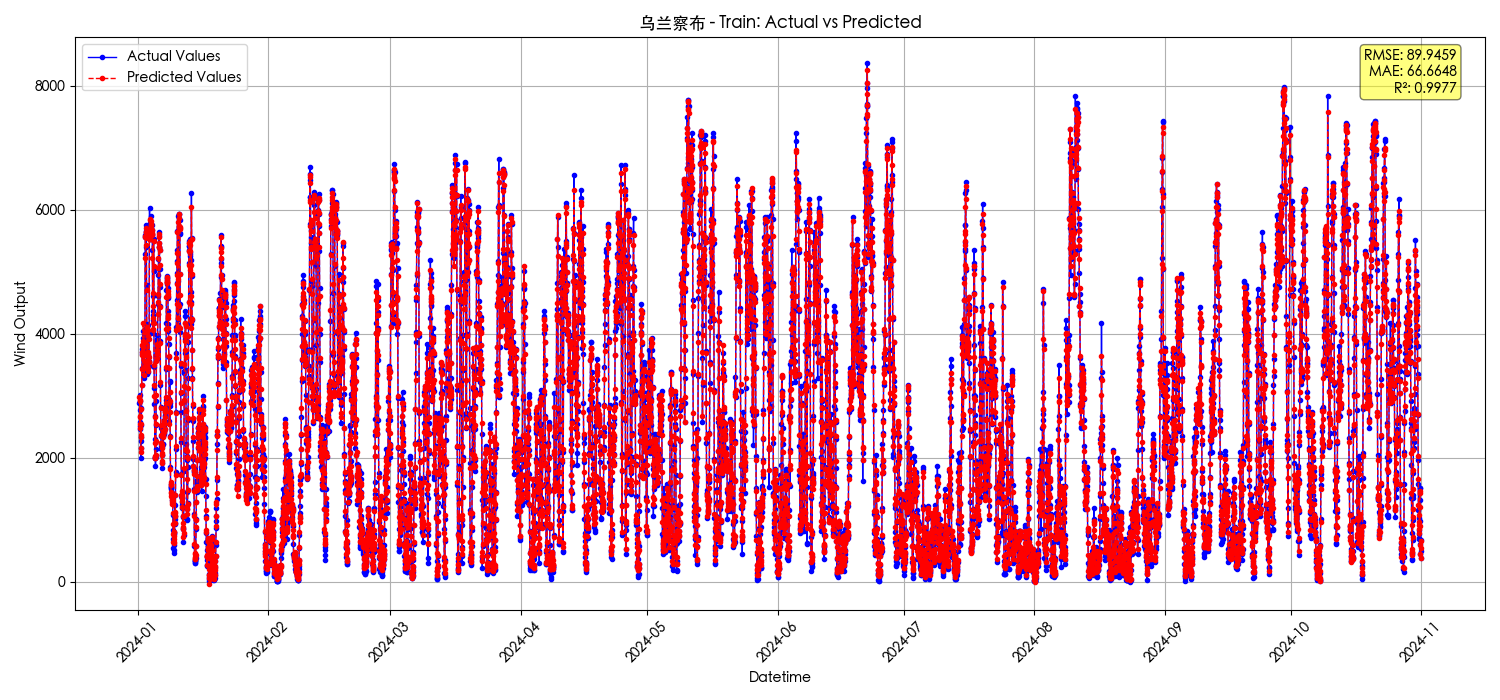 乌兰察布 - Train: Actual vs Predicted
Actual Values
Predicted Values
RMSE: 89.9459
MAE: 66.6648
R²: 0.9977
Wind Output
8000
6000
4000
2000
0
2024-01
2024-02
2024-03
2024-04
2024-05
2024-06
2024-07
2024-08
2024-09
2024-10
2024-11
Datetime